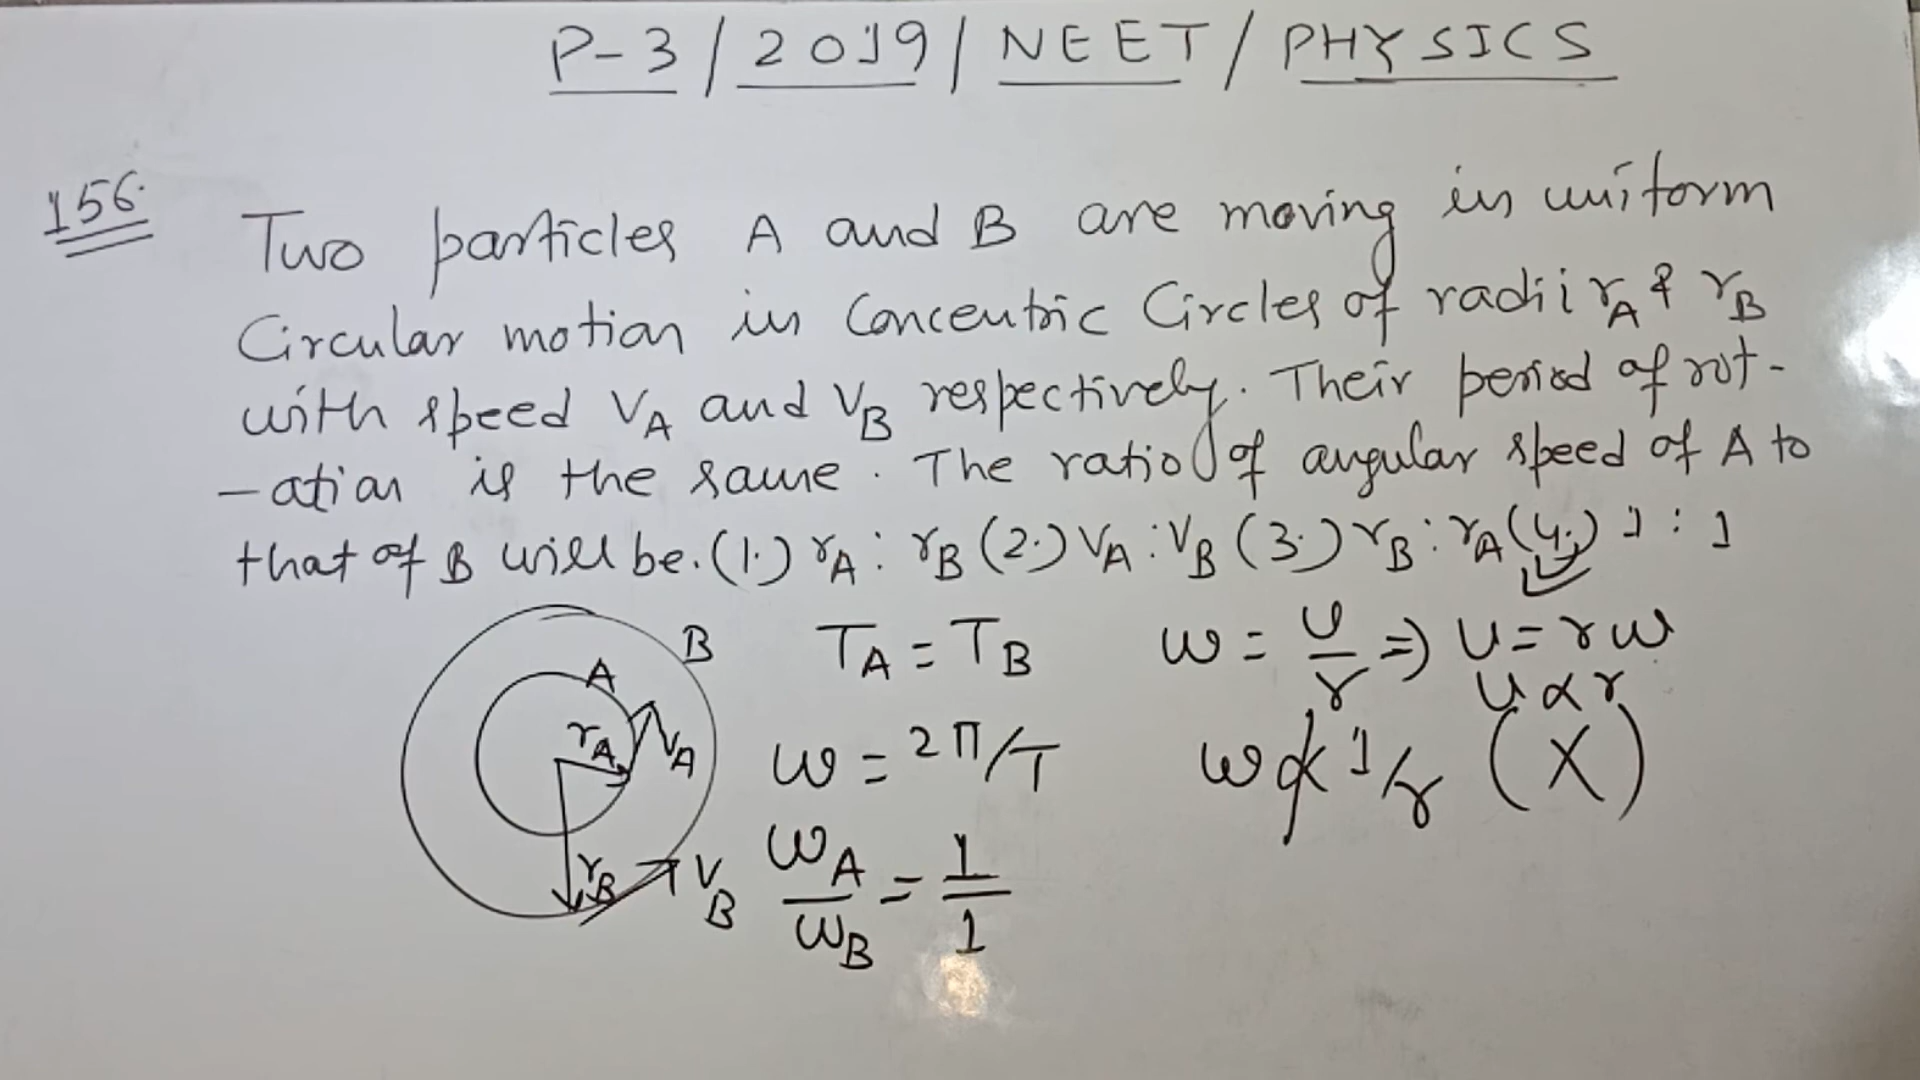 P-3/2019/NEET/PHYSICS
156.
Two particles A and B are moving in uniform
Circular motion in Concentric Circles of radii rA & rB
with speed VA and VB respectively. Their period of rot-
-ation is the same. The ratio of angular speed of A to
that of B will be. (1.) rA : rB (2.) VA : VB (3.) rB : rA (4.) 1 : 1
B
A
rA
VA
rB
VB
TA = TB
ω = 2π/T
ωA/ωB = 1/1
ω = v/r ⇒ v = rω
v ∝ r
ω ∝ 1/r (X)